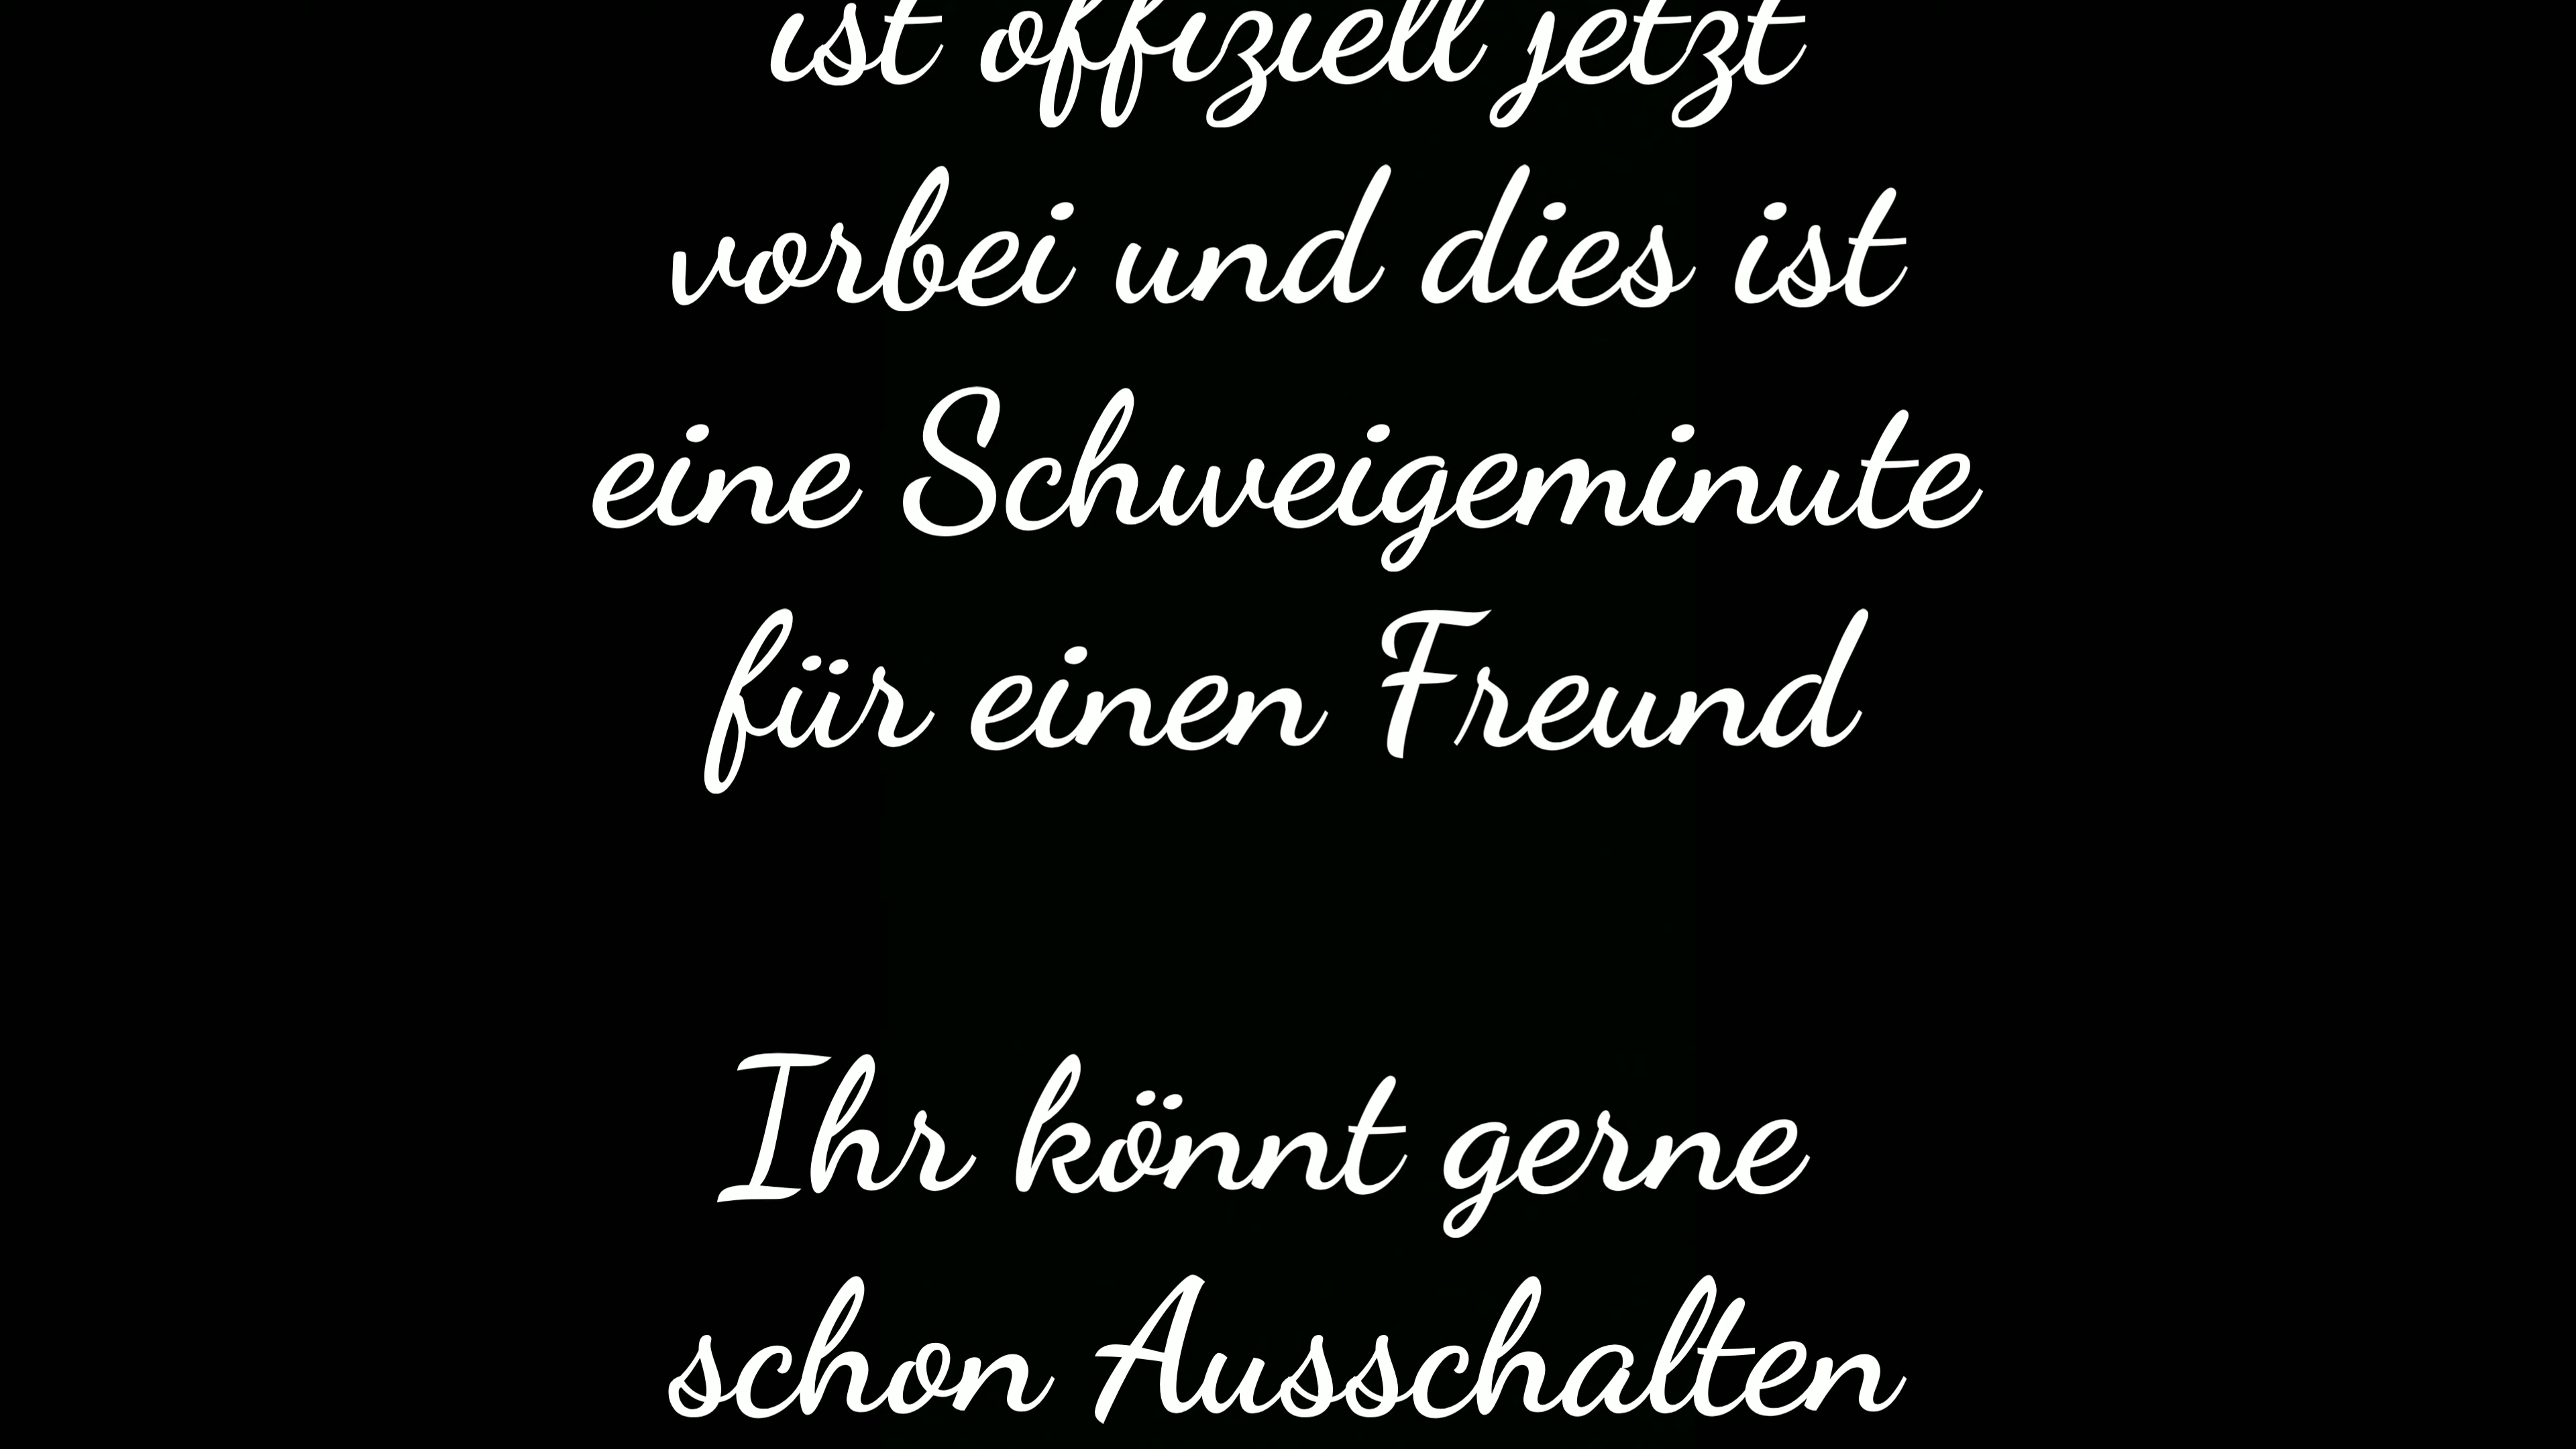 ist offiziell jetzt
vorbei und dies ist
eine Schweigeminute
für einen Freund
Ihr könnt gerne
schon Ausschalten